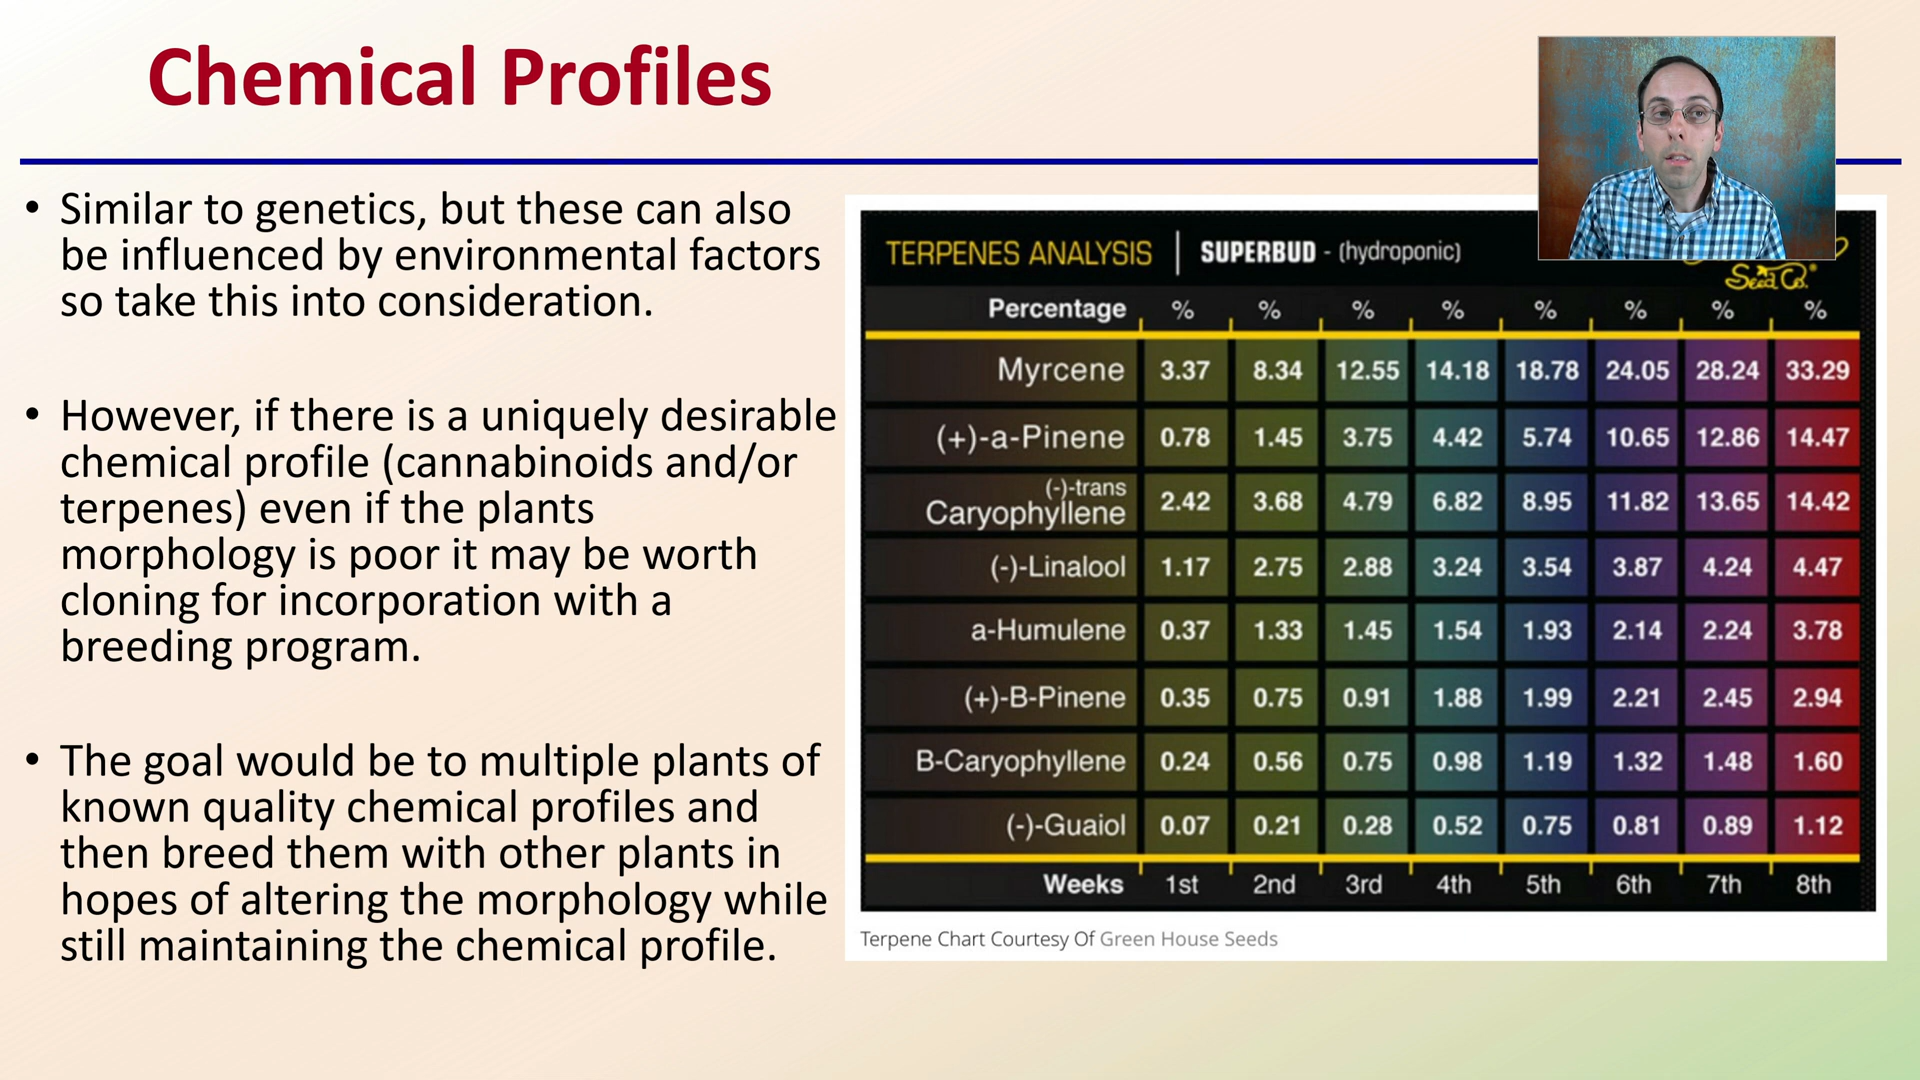 Chemical Profiles
• Similar to genetics, but these can also
be influenced by environmental factors
so take this into consideration.
• However, if there is a uniquely desirable
chemical profile (cannabinoids and/or
terpenes) even if the plants
morphology is poor it may be worth
cloning for incorporation with a
breeding program.
• The goal would be to multiple plants of
known quality chemical profiles and
then breed them with other plants in
hopes of altering the morphology while
still maintaining the chemical profile.
TERPENES ANALYSIS | SUPERBUD - (hydroponic)
Seed Co.®
Percentage % % % % % % % %
Myrcene 3.37 8.34 12.55 14.18 18.78 24.05 28.24 33.29
(+)-a-Pinene 0.78 1.45 3.75 4.42 5.74 10.65 12.86 14.47
(-)-trans
Caryophyllene 2.42 3.68 4.79 6.82 8.95 11.82 13.65 14.42
(-)-Linalool 1.17 2.75 2.88 3.24 3.54 3.87 4.24 4.47
a-Humulene 0.37 1.33 1.45 1.54 1.93 2.14 2.24 3.78
(+)-B-Pinene 0.35 0.75 0.91 1.88 1.99 2.21 2.45 2.94
B-Caryophyllene 0.24 0.56 0.75 0.98 1.19 1.32 1.48 1.60
(-)-Guaiol 0.07 0.21 0.28 0.52 0.75 0.81 0.89 1.12
Weeks 1st 2nd 3rd 4th 5th 6th 7th 8th
Terpene Chart Courtesy Of Green House Seeds